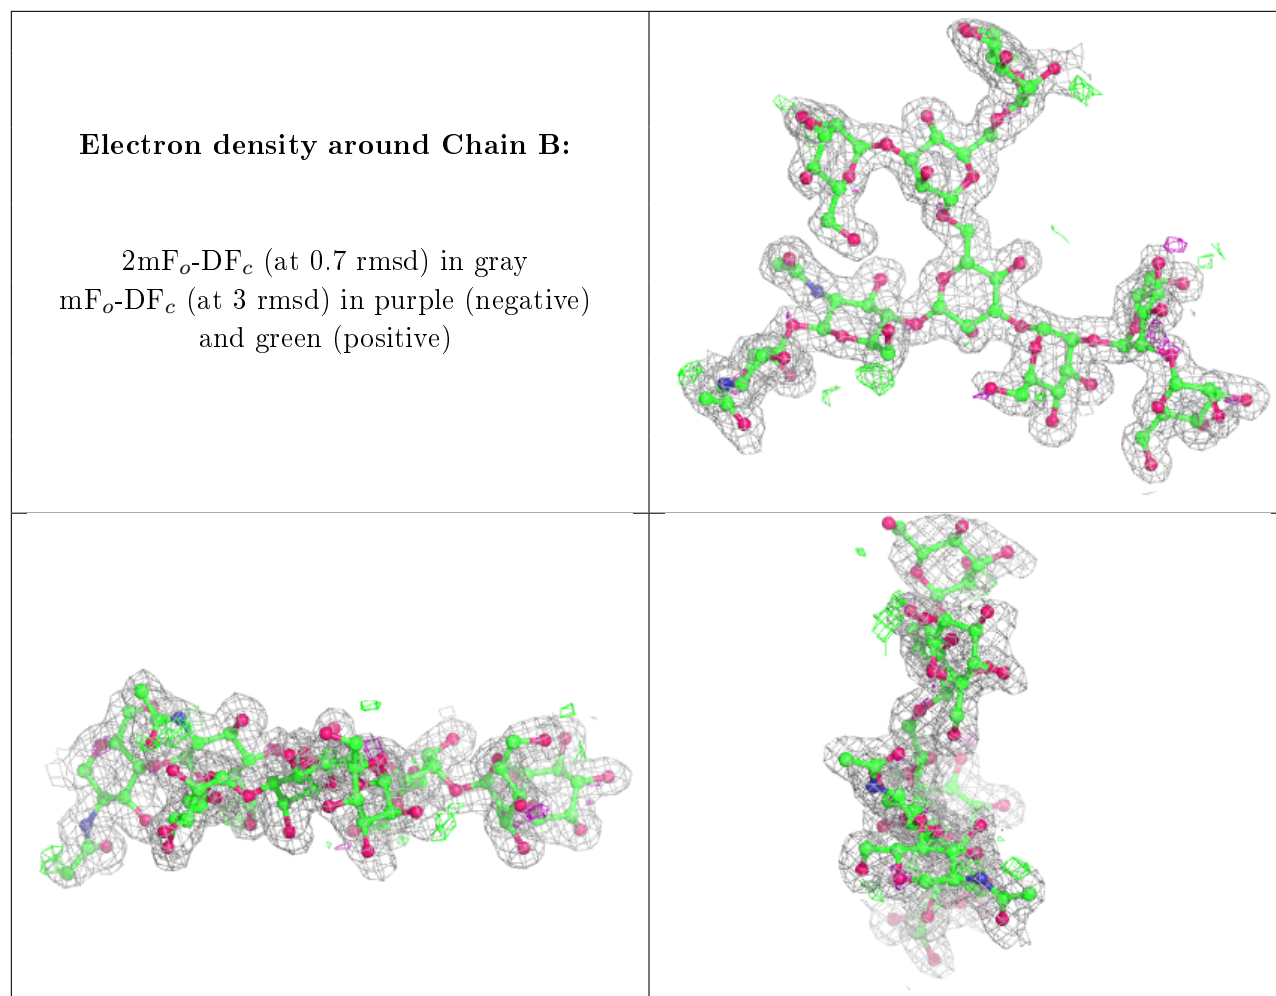 Electron density around Chain B:
2mFo-DFc (at 0.7 rmsd) in gray
mFo-DFc (at 3 rmsd) in purple (negative)
and green (positive)